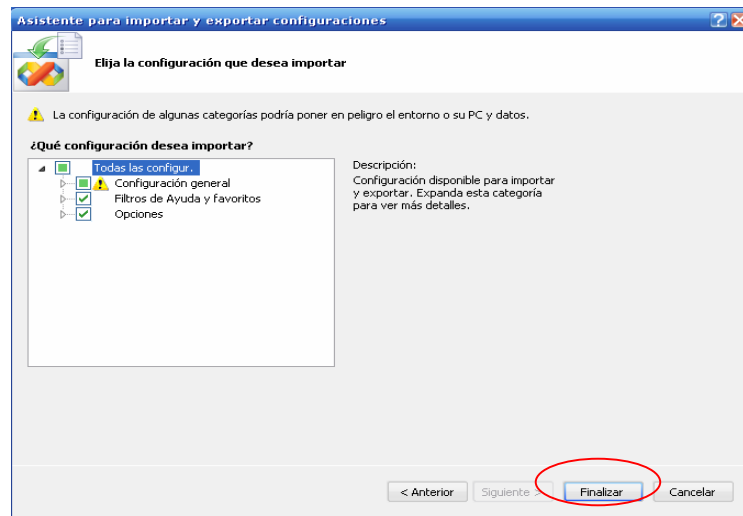 Asistente para importar y exportar configuraciones
Elija la configuración que desea importar
La configuración de algunas categorías podría poner en peligro el entorno o su PC y datos.
¿Qué configuración desea importar?
Todas las configur.
Configuración general
Filtros de Ayuda y favoritos
Opciones
Descripción:
Configuración disponible para importar
y exportar. Expanda esta categoría
para ver más detalles.
< Anterior
Siguiente >
Finalizar
Cancelar